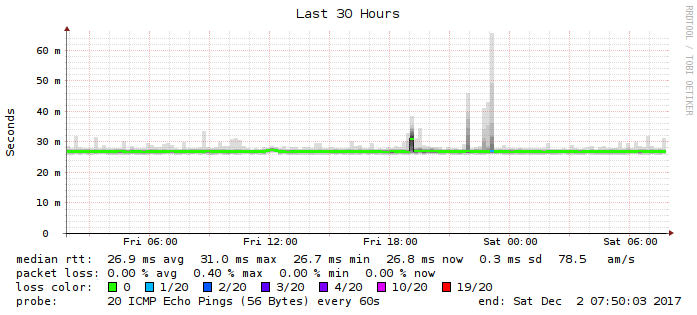 Last 30 Hours
RRDTOOL / TOBI OETIKER
Seconds
60 m
50 m
40 m
30 m
20 m
10 m
0
Fri 06:00 Fri 12:00 Fri 18:00 Sat 00:00 Sat 06:00
median rtt: 26.9 ms avg 31.0 ms max 26.7 ms min 26.8 ms now 0.3 ms sd 78.5 am/s
packet loss: 0.00 % avg 0.40 % max 0.00 % min 0.00 % now
loss color: 0 1/20 2/20 3/20 4/20 10/20 19/20
probe: 20 ICMP Echo Pings (56 Bytes) every 60s end: Sat Dec 2 07:50:03 2017